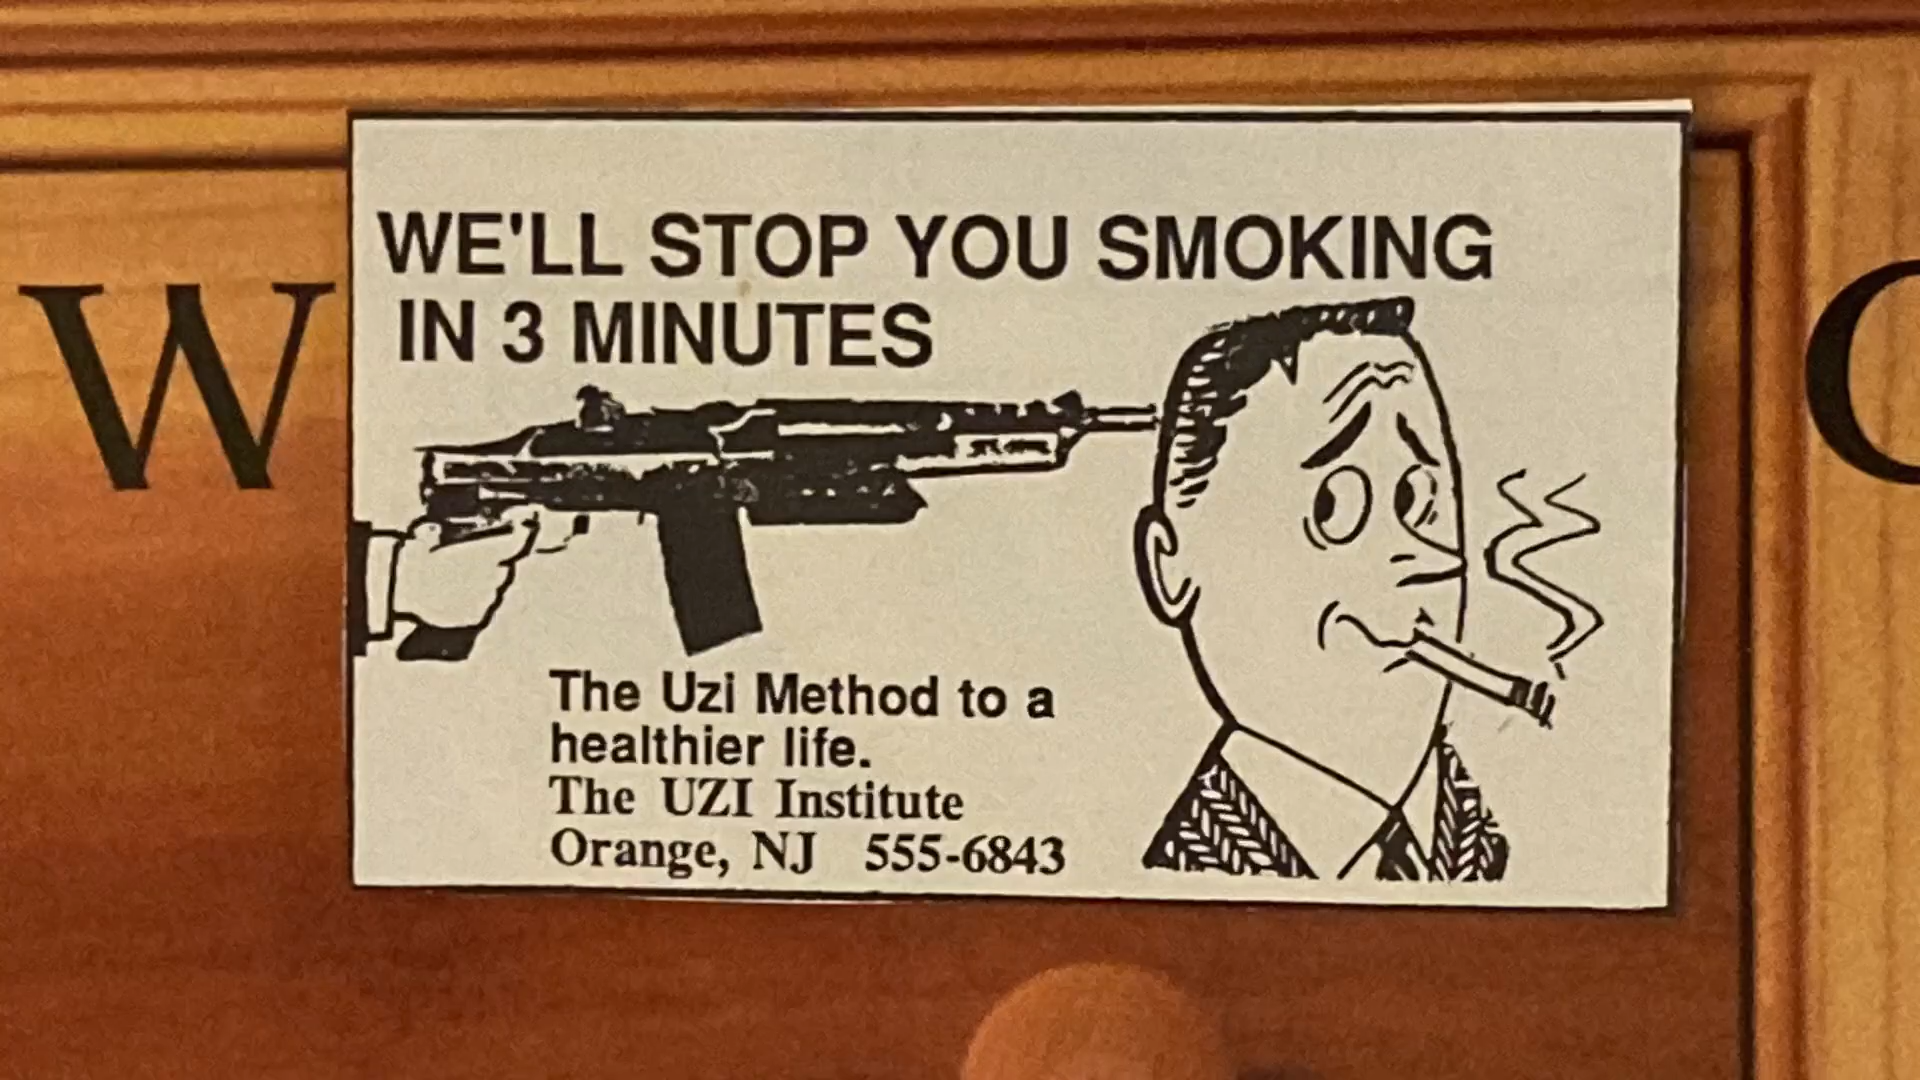 WE'LL STOP YOU SMOKING
IN 3 MINUTES
W
The Uzi Method to a
healthier life.
The UZI Institute
Orange, NJ 555-6843